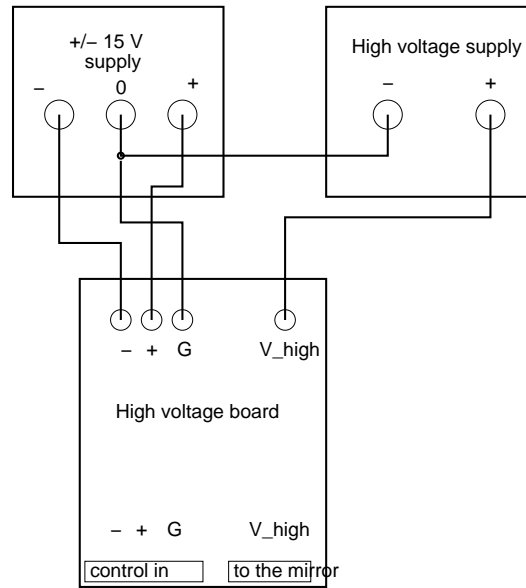 +/− 15 V
supply
High voltage supply
− 0 +
− +
− + G V_high
High voltage board
− + G V_high
control in to the mirror